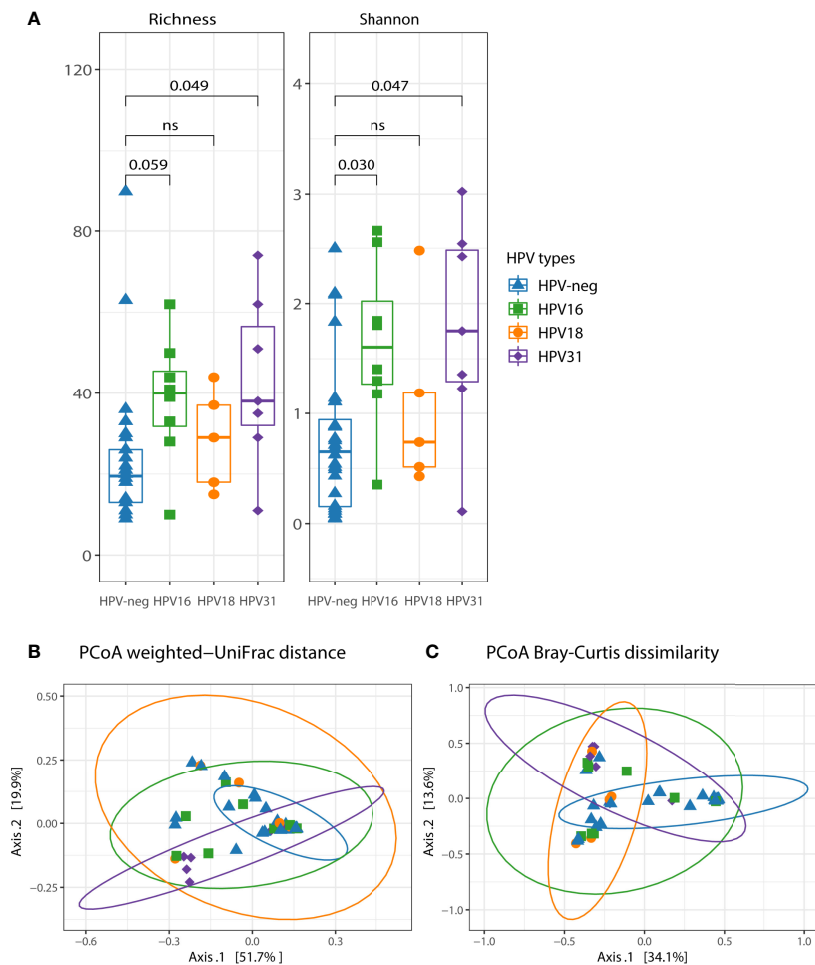 A
Richness
Shannon
120
80
40
0
0.049
ns
0.059
HPV-neg HPV16 HPV18 HPV31
4
3
2
1
0
0.047
ns
0.030
HPV-neg HPV16 HPV18 HPV31
HPV types
HPV-neg
HPV16
HPV18
HPV31
B
PCoA weighted−UniFrac distance
0.50
0.25
0.00
−0.25
Axis.2 [19.9%]
−0.6 −0.3 0.0 0.3
Axis.1 [51.7% ]
C
PCoA Bray-Curtis dissimilarity
1.0
0.5
0.0
−0.5
−1.0
Axis.2 [13.6%]
-1.0 -0.5 0.0 0.5 1.0
Axis.1 [34.1%]